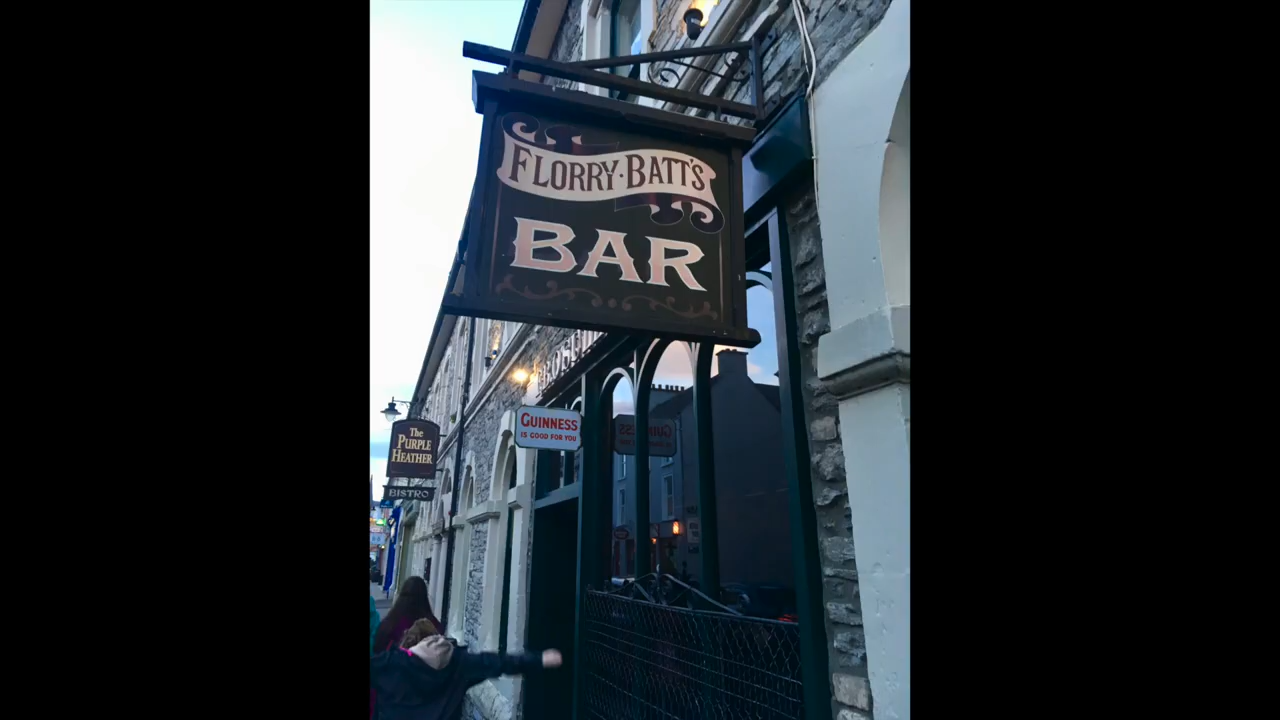 FLORRY·BATT'S
BAR
GUINNESS
IS GOOD FOR YOU
The
PURPLE
HEATHER
BISTRO